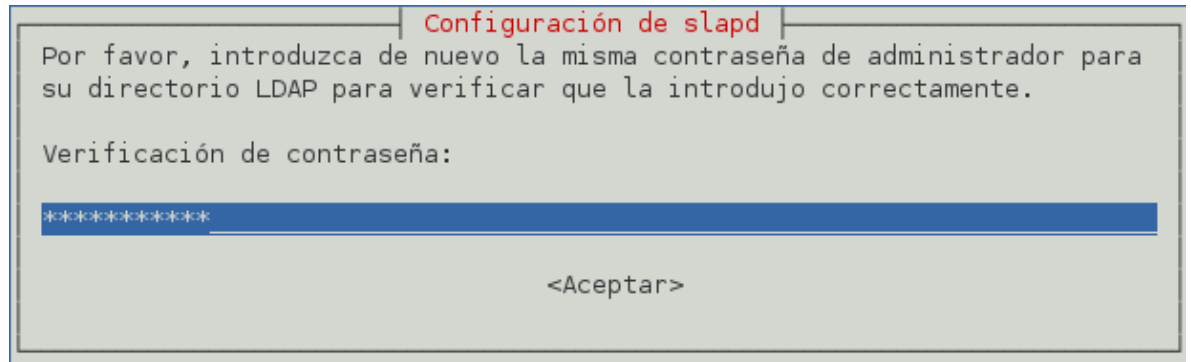 Configuración de slapd
Por favor, introduzca de nuevo la misma contraseña de administrador para
su directorio LDAP para verificar que la introdujo correctamente.
Verificación de contraseña:
***********
<Aceptar>